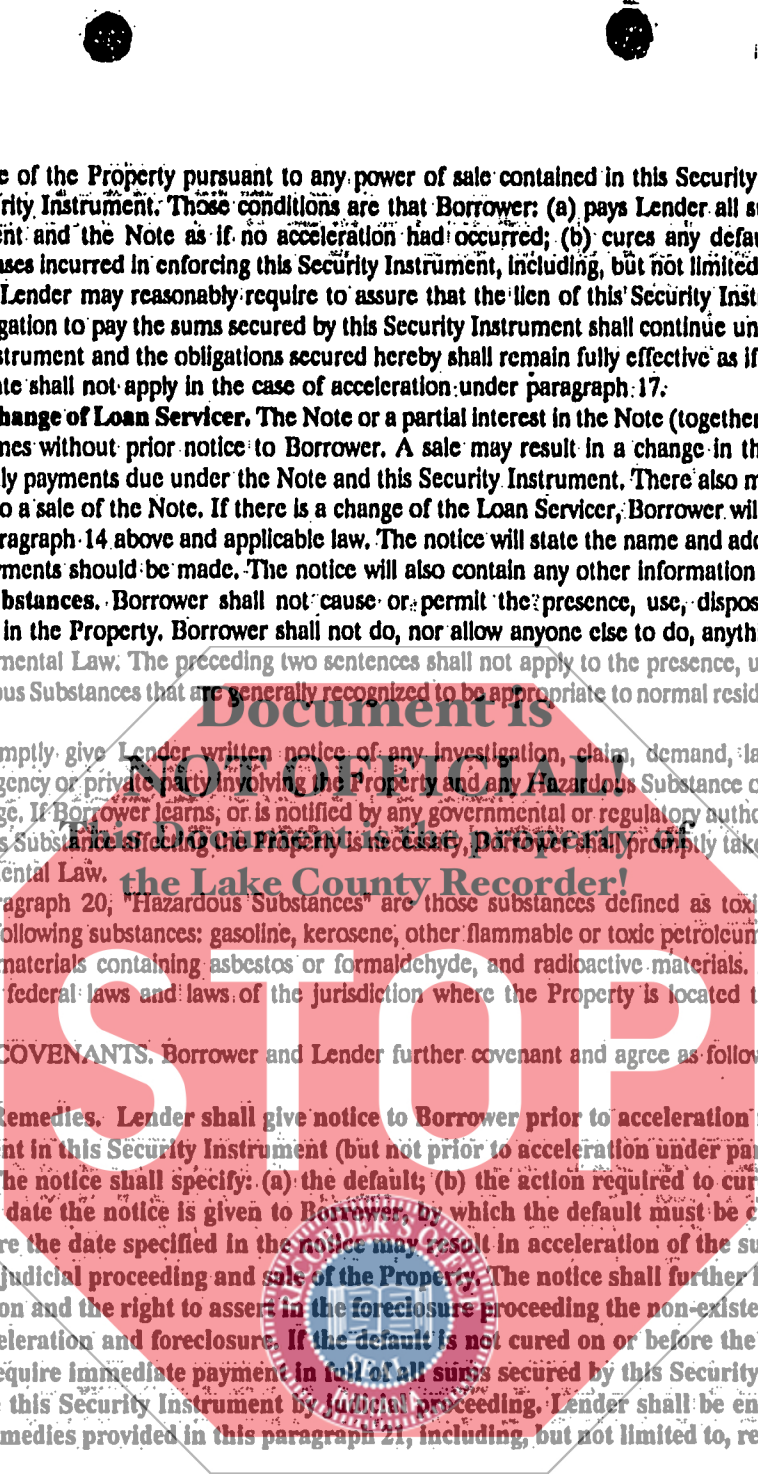 e of the Property pursuant to any power of sale contained in this Security
rity Instrument. Those conditions are that Borrower: (a) pays Lender all s
ent and the Note as if no acceleration had occurred; (b) cures any defau
ses incurred in enforcing this Security Instrument, including, but not limited
Lender may reasonably require to assure that the lien of this Security Inst
gation to pay the sums secured by this Security Instrument shall continue un
strument and the obligations secured hereby shall remain fully effective as if
te shall not apply in the case of acceleration under paragraph 17.
hange of Loan Servicer. The Note or a partial interest in the Note (together
mes without prior notice to Borrower. A sale may result in a change in th
ly payments due under the Note and this Security Instrument. There also m
o a sale of the Note. If there is a change of the Loan Servicer, Borrower wil
ragraph 14 above and applicable law. The notice will state the name and add
yments should be made. The notice will also contain any other information
bstances. Borrower shall not cause or permit the presence, use, dispos
in the Property. Borrower shall not do, nor allow anyone else to do, anythi
mental Law. The preceding two sentences shall not apply to the presence, u
ous Substances that are generally recognized to be appropriate to normal resid
Document is
mptly give Lender written notice of any investigation, claim, demand, la
NOT OFFICIAL!
gency or private party involving the Property and any Hazardous Substance o
ge. If Borrower learns, or is notified by any governmental or regulatory autho
This Document is the property of
s Substance affecting the Property is necessary, Borrower shall promptly take
ental Law.
the Lake County Recorder!
agraph 20, "Hazardous Substances" are those substances defined as toxi
ollowing substances: gasoline, kerosene, other flammable or toxic petroleum
materials containing asbestos or formaldehyde, and radioactive materials.
federal laws and laws of the jurisdiction where the Property is located t
STOP
COVENANTS. Borrower and Lender further covenant and agree as follow
Remedies. Lender shall give notice to Borrower prior to acceleration
nt in this Security Instrument (but not prior to acceleration under par
he notice shall specify: (a) the default; (b) the action required to cur
date the notice is given to Borrower, by which the default must be c
re the date specified in the notice may result in acceleration of the su
judicial proceeding and sale of the Property. The notice shall further i
on and the right to assert in the foreclosure proceeding the non-existe
eleration and foreclosure. If the default is not cured on or before the
equire immediate payment in full of all sums secured by this Security
this Security Instrument by judicial proceeding. Lender shall be en
medies provided in this paragraph 21, including, but not limited to, re
SEAL
INDIANA